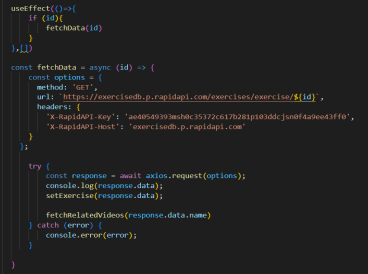 useEffect(()=>{
if (id){
fetchData(id)
}
},[])
const fetchData = async (id) => {
const options = {
method: 'GET',
url: `https://exercisedb.p.rapidapi.com/exercises/exercise/${id}`,
headers: {
'X-RapidAPI-Key':
'X-RapidAPI-Host': 'exercisedb.p.rapidapi.com'
}
};
try {
const response = await axios.request(options);
console.log(response.data);
setExercise(response.data);
fetchRelatedVideos(response.data.name)
} catch (error) {
console.error(error);
}
}